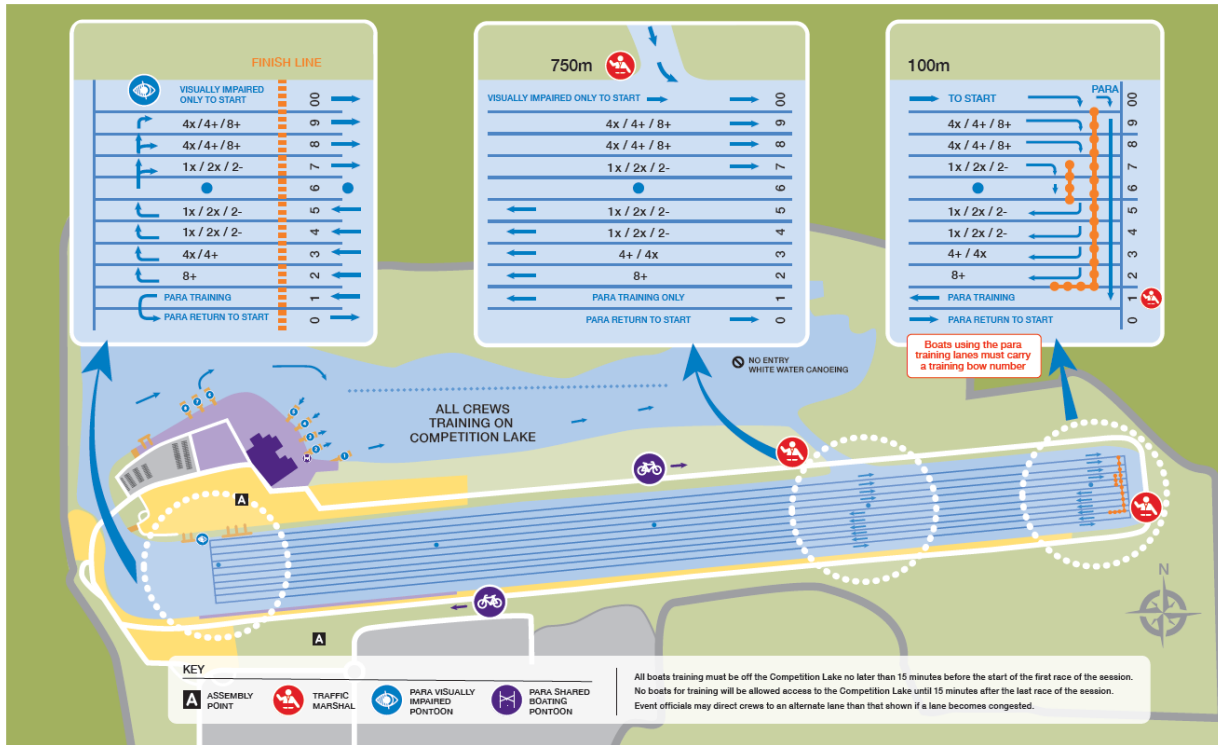 FINISH LINE
VISUALLY IMPAIRED
ONLY TO START
00
4x / 4+ / 8+
9
4x / 4+ / 8+
8
1x / 2x / 2-
7
6
1x / 2x / 2-
5
1x / 2x / 2-
4
4x / 4+
3
8+
2
PARA TRAINING
1
PARA RETURN TO START
0
750m
VISUALLY IMPAIRED ONLY TO START
00
4x / 4+ / 8+
9
4x / 4+ / 8+
8
1x / 2x / 2-
7
6
1x / 2x / 2-
5
1x / 2x / 2-
4
4+ / 4x
3
8+
2
PARA TRAINING ONLY
1
PARA RETURN TO START
0
100m
PARA
TO START
00
4x / 4+ / 8+
9
4x / 4+ / 8+
8
1x / 2x / 2-
7
6
1x / 2x / 2-
5
1x / 2x / 2-
4
4+ / 4x
3
8+
2
PARA TRAINING
1
PARA RETURN TO START
0
Boats using the para
training lanes must carry
a training bow number
NO ENTRY
WHITE WATER CANOEING
ALL CREWS
TRAINING ON
COMPETITION LAKE
A
A
N
KEY
A
ASSEMBLY
POINT
TRAFFIC
MARSHAL
PARA VISUALLY
IMPAIRED
PONTOON
PARA SHARED
BOATING
PONTOON
All boats training must be off the Competition Lake no later than 15 minutes before the start of the first race of the session.
No boats for training will be allowed access to the Competition Lake until 15 minutes after the last race of the session.
Event officials may direct crews to an alternate lane than that shown if a lane becomes congested.